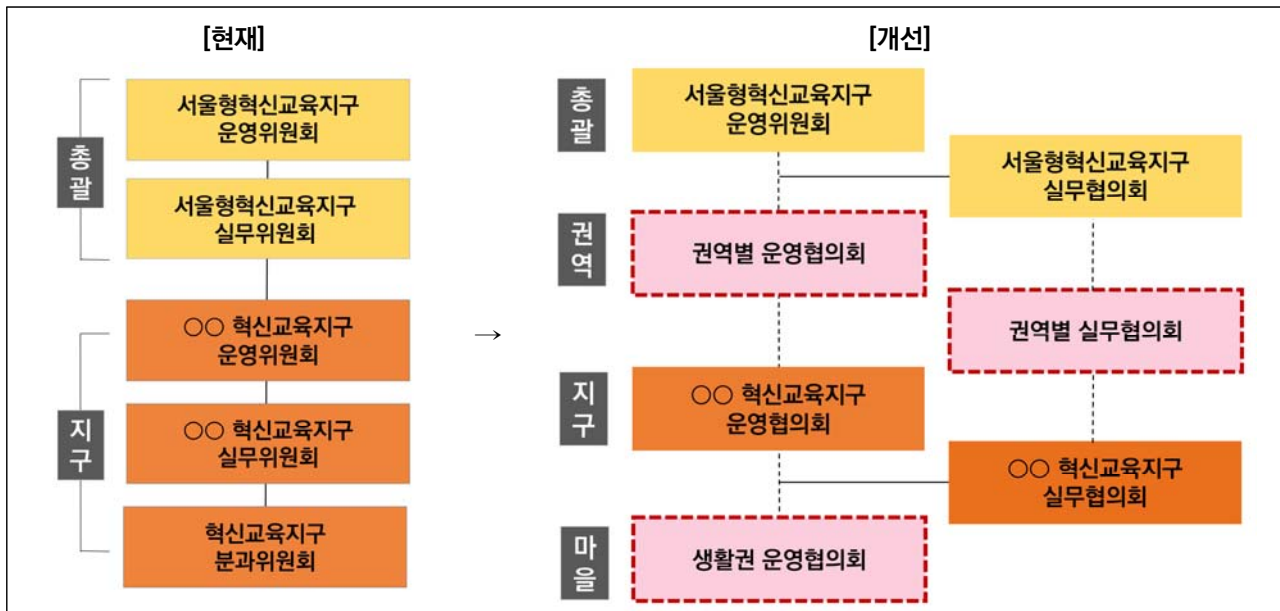 [현재]
총괄
서울형혁신교육지구
운영위원회
서울형혁신교육지구
실무위원회
지구
○○ 혁신교육지구
운영위원회
○○ 혁신교육지구
실무위원회
혁신교육지구
분과위원회
→
[개선]
총괄
서울형혁신교육지구
운영위원회
서울형혁신교육지구
실무협의회
권역
권역별 운영협의회
권역별 실무협의회
지구
○○ 혁신교육지구
운영협의회
○○ 혁신교육지구
실무협의회
마을
생활권 운영협의회